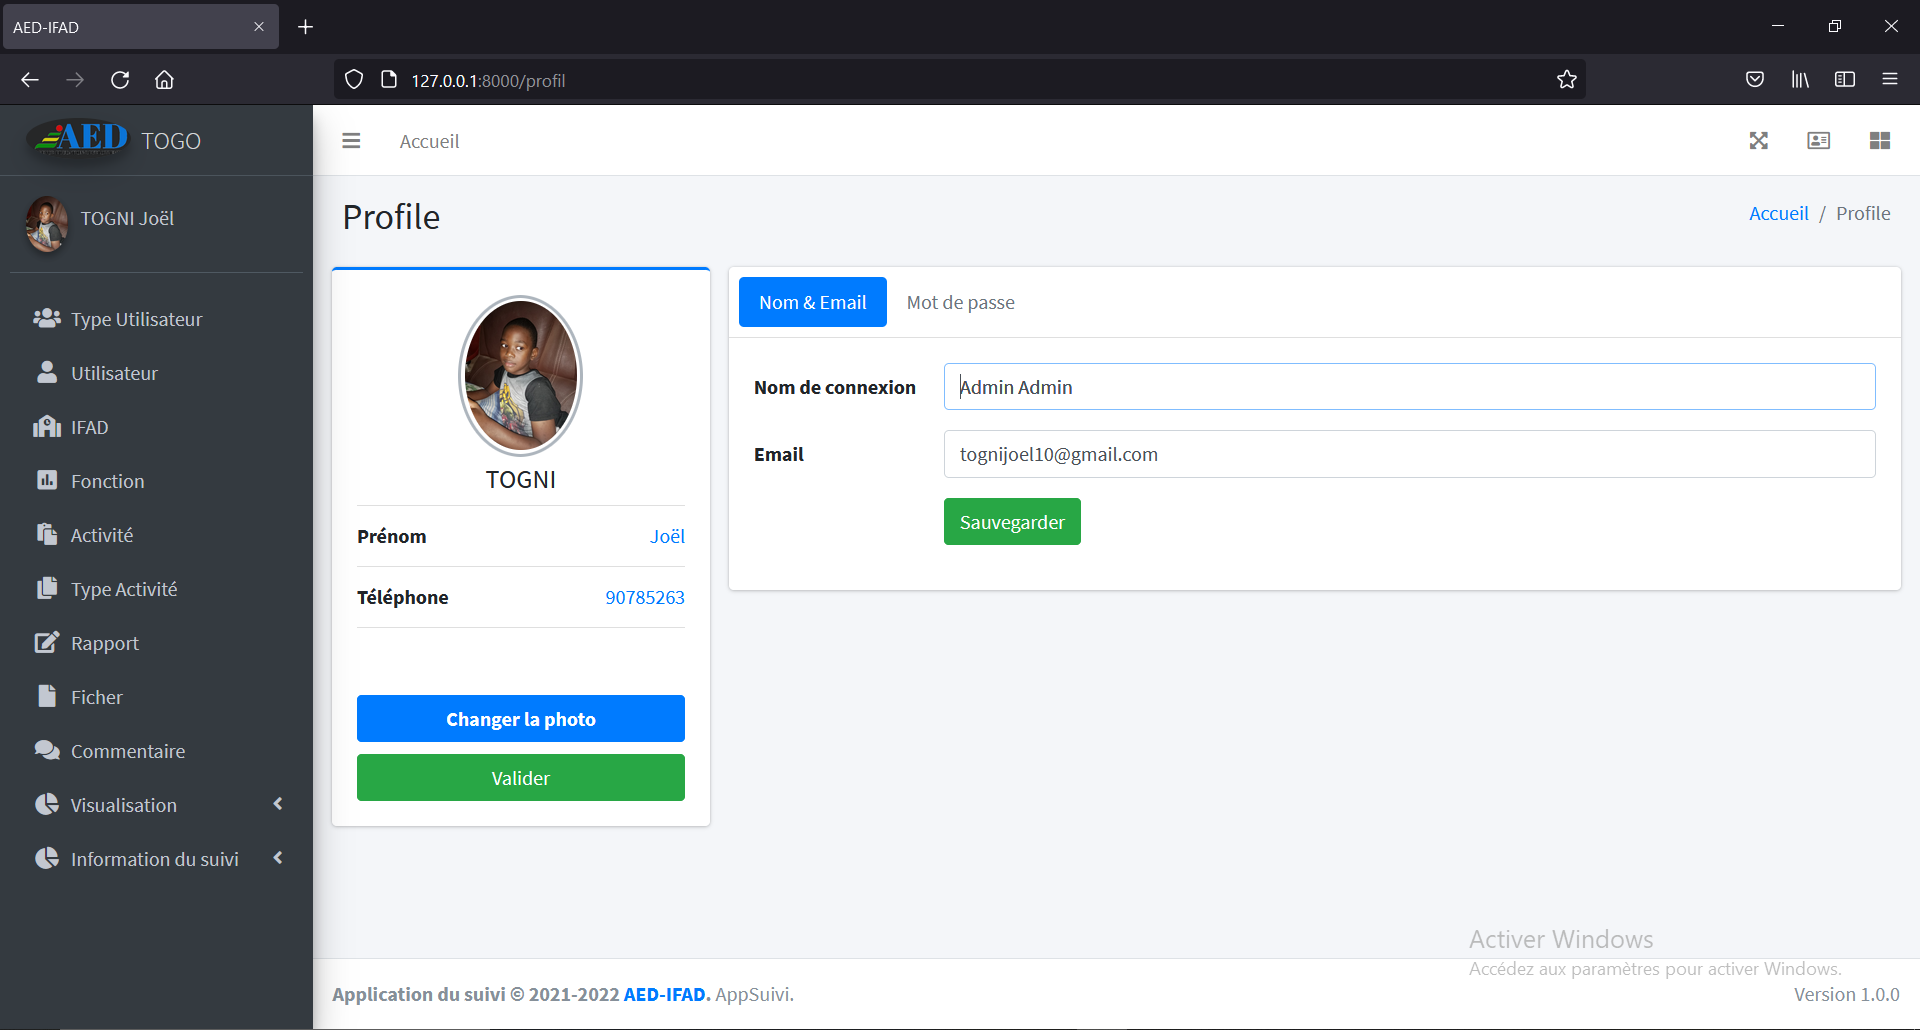 AED-IFAD
127.0.0.1:8000/profil
AED TOGO
Accueil
TOGNI Joël
Profile
Accueil / Profile
Type Utilisateur
Utilisateur
IFAD
Fonction
Activité
Type Activité
Rapport
Ficher
Commentaire
Visualisation
Information du suivi
TOGNI
Prénom Joël
Téléphone 90785263
Changer la photo
Valider
Nom & Email Mot de passe
Nom de connexion Admin Admin
Email tognijoel10@gmail.com
Sauvegarder
Activer Windows
Accédez aux paramètres pour activer Windows.
Application du suivi © 2021-2022 AED-IFAD. AppSuivi.
Version 1.0.0